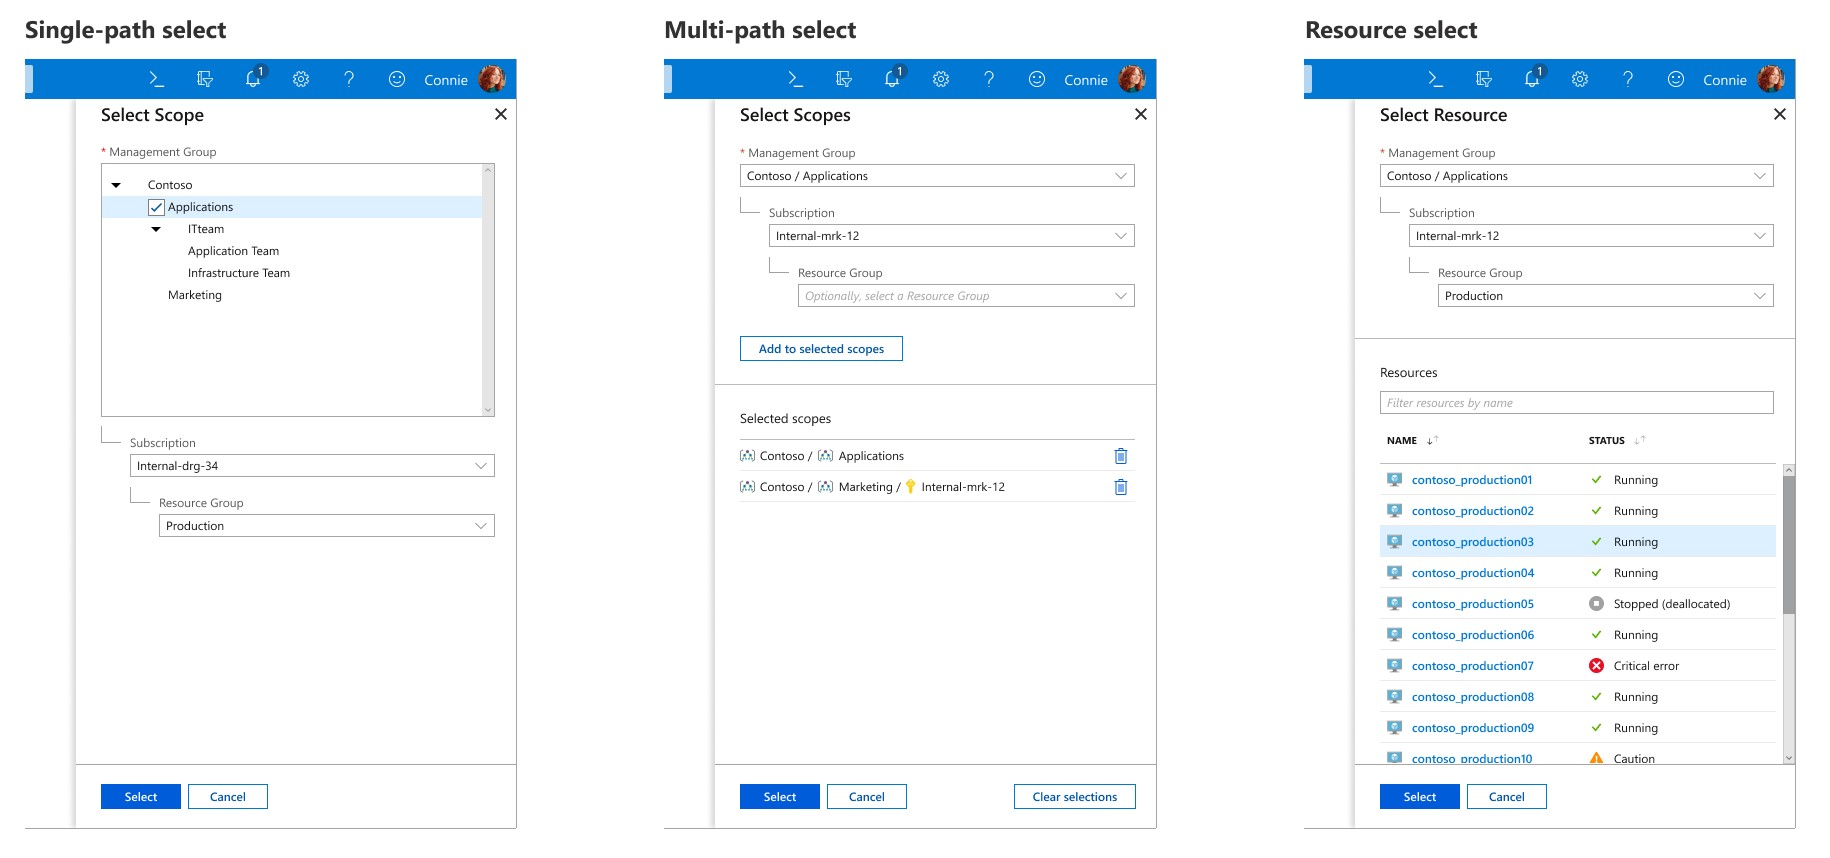 Single-path select
1
Connie
Select Scope
* Management Group
Contoso
Applications
ITteam
Application Team
Infrastructure Team
Marketing
Subscription
Internal-drg-34
Resource Group
Production
Select
Cancel
Multi-path select
1
Connie
Select Scopes
* Management Group
Contoso / Applications
Subscription
Internal-mrk-12
Resource Group
Optionally, select a Resource Group
Add to selected scopes
Selected scopes
Contoso / Applications
Contoso / Marketing / Internal-mrk-12
Select
Cancel
Clear selections
Resource select
1
Connie
Select Resource
* Management Group
Contoso / Applications
Subscription
Internal-mrk-12
Resource Group
Production
Resources
Filter resources by name
NAME STATUS
contoso_production01 Running
contoso_production02 Running
contoso_production03 Running
contoso_production04 Running
contoso_production05 Stopped (deallocated)
contoso_production06 Running
contoso_production07 Critical error
contoso_production08 Running
contoso_production09 Running
contoso_production10 Caution
Select
Cancel